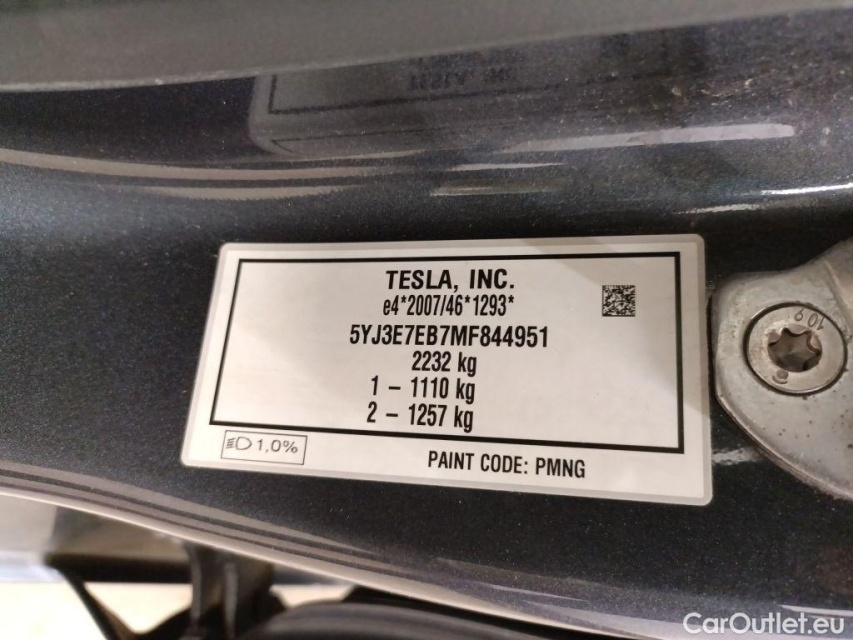 TESLA, INC.
e4*2007/46*1293*
5YJ3E7EB7MF844951
2232 kg
1 – 1110 kg
2 – 1257 kg
1,0%
PAINT CODE: PMNG
10.9
CarOutlet.eu